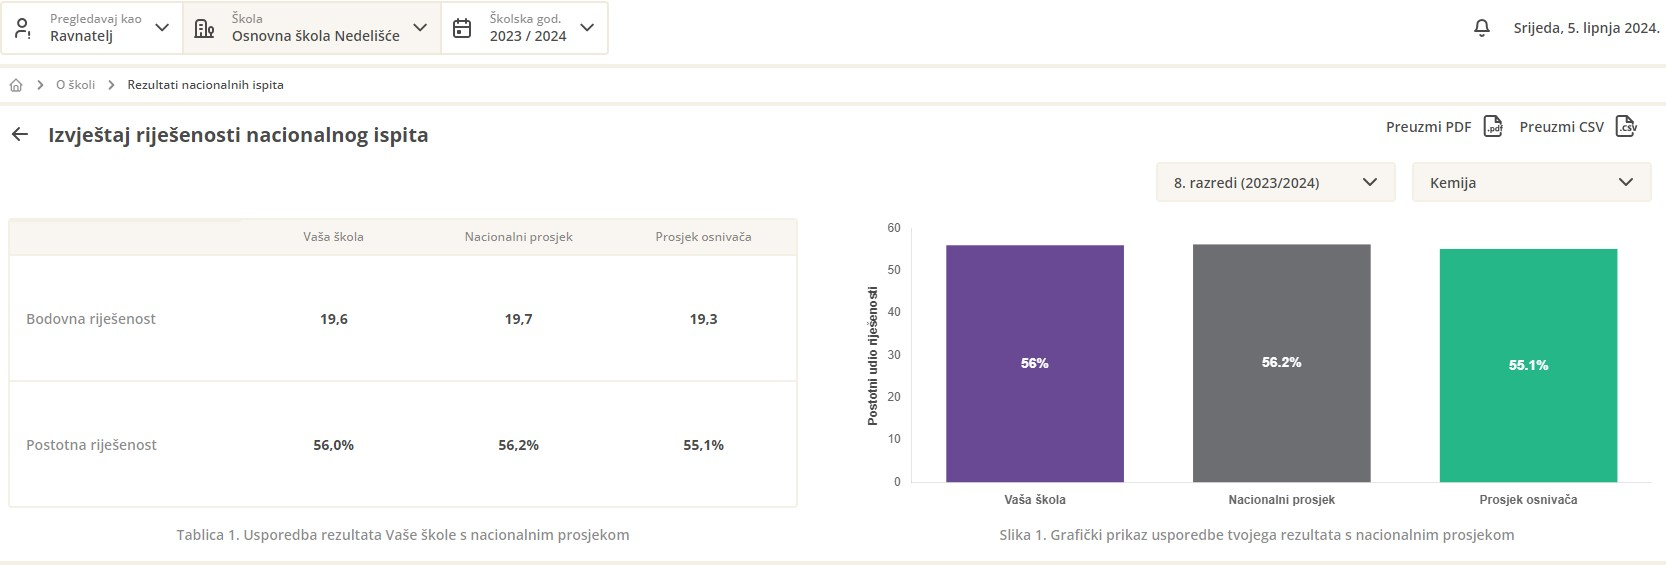 Pregledavaj kao
Ravnatelj
Škola
Osnovna škola Nedelišće
Školska god.
2023 / 2024
Srijeda, 5. lipnja 2024.
O školi
Rezultati nacionalnih ispita
Izvještaj riješenosti nacionalnog ispita
Preuzmi PDF .pdf Preuzmi CSV .csv
8. razredi (2023/2024) Kemija
Vaša škola Nacionalni prosjek Prosjek osnivača
Bodovna riješenost 19,6 19,7 19,3
Postotna riješenost 56,0% 56,2% 55,1%
Tablica 1. Usporedba rezultata Vaše škole s nacionalnim prosjekom
Postotni udio riješenosti
60
50
40
30
20
10
0
56% 56.2% 55.1%
Vaša škola Nacionalni prosjek Prosjek osnivača
Slika 1. Grafički prikaz usporedbe tvojega rezultata s nacionalnim prosjekom